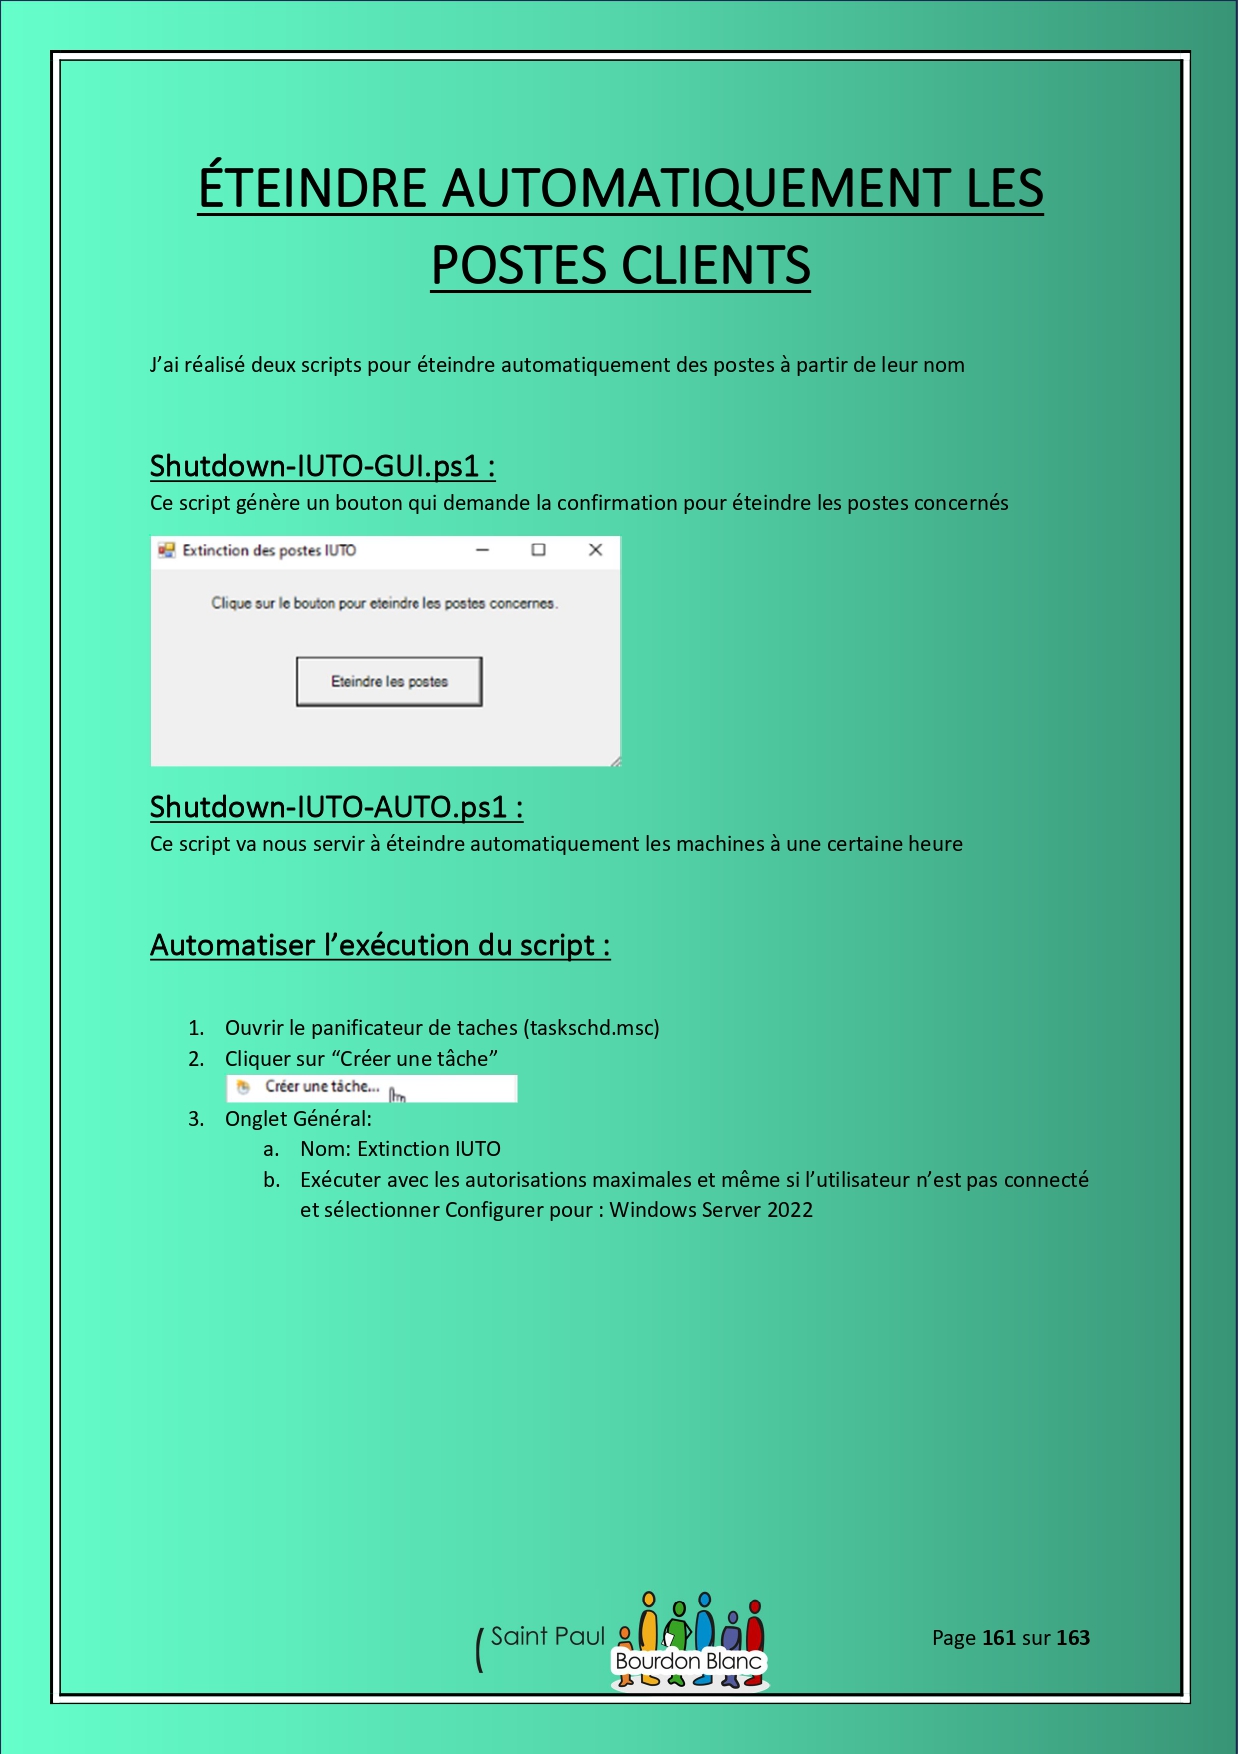 ÉTEINDRE AUTOMATIQUEMENT LES
POSTES CLIENTS
J’ai réalisé deux scripts pour éteindre automatiquement des postes à partir de leur nom
Shutdown-IUTO-GUI.ps1 :
Ce script génère un bouton qui demande la confirmation pour éteindre les postes concernés
Extinction des postes IUTO
Clique sur le bouton pour eteindre les postes concernes.
Eteindre les postes
Shutdown-IUTO-AUTO.ps1 :
Ce script va nous servir à éteindre automatiquement les machines à une certaine heure
Automatiser l’exécution du script :
1. Ouvrir le panificateur de taches (taskschd.msc)
2. Cliquer sur “Créer une tâche”
Créer une tâche...
3. Onglet Général:
a. Nom: Extinction IUTO
b. Exécuter avec les autorisations maximales et même si l’utilisateur n’est pas connecté
et sélectionner Configurer pour : Windows Server 2022
Saint Paul
Bourdon Blanc
Page 161 sur 163